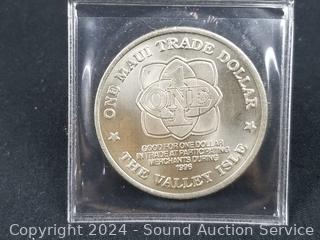 ONE MAUI TRADE DOLLAR
1
ONE
GOOD FOR ONE DOLLAR
IN TRADE AT PARTICIPATING
MERCHANTS DURING
1996
THE VALLEY ISLE
Copyright 2024 - Sound Auction Service